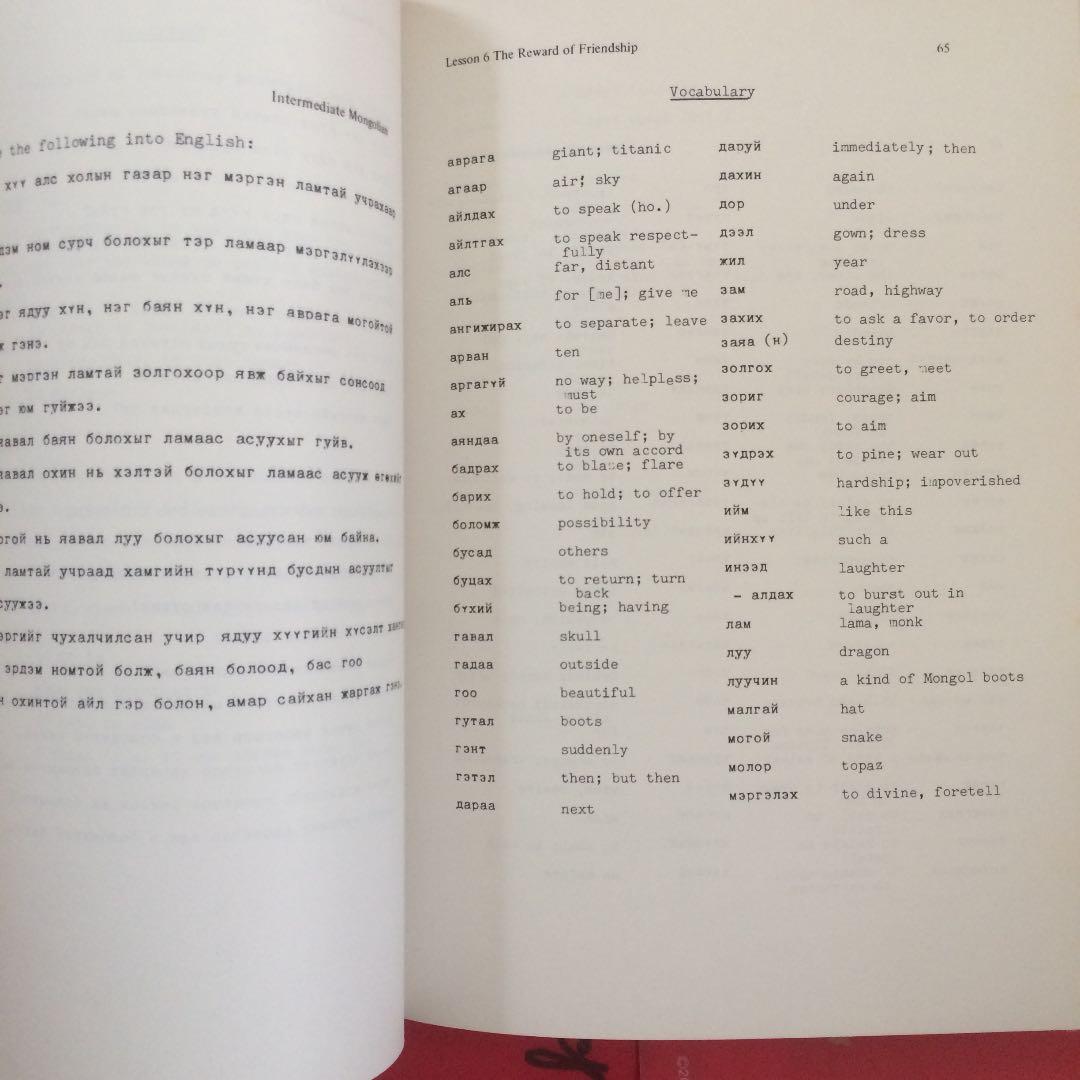 Intermediate Mongolian
the following into English:
хүү алс холын газар нэг мэргэн ламтай учрахаар
ном сурч болохыг тэр ламаар мэргэлүүлэхээр
ядуу хүн, нэг баян хүн, нэг аврага могойтой
гэнэ.
мэргэн ламтай золгохоор явж байхыг сонсоод
юм гуйжээ.
баян болохыг ламаас асуухыг гуйв.
охин нь хэлтэй болохыг ламаас асууж өгөхийг
нь яавал луу болохыг асуусан юм байна.
ламтай учраад хамгийн түрүүнд бусдын асуултыг
чухалчилсан учир ядуу хүүгийн хүсэлт
эрдэм номтой болж, баян болоод, бас гоо
охинтой айл гэр болон, амар сайхан жаргах гэнэ.
Lesson 6 The Reward of Friendship 65
Vocabulary
аврага giant; titanic
агаар air; sky
айлдах to speak (ho.)
айлтгах to speak respect-
fully
алс far, distant
аль for [me]; give me
ангижирах to separate; leave
арван ten
аргагүй no way; helpless;
must
ах to be
аяндаа by oneself; by
its own accord
бадрах to blaze; flare
барих to hold; to offer
боломж possibility
бусад others
буцах to return; turn
back
бүхий being; having
гавал skull
гадаа outside
гоо beautiful
гутал boots
гэнт suddenly
гэтэл then; but then
дараа next
даруй immediately; then
дахин again
дор under
дээл gown; dress
жил year
зам road, highway
захих to ask a favor, to order
заяа (н) destiny
золгох to greet, meet
зориг courage; aim
зорих to aim
зүдрэх to pine; wear out
зүдүү hardship; impoverished
ийм like this
ийнхүү such a
инээд laughter
– алдах to burst out in
laughter
лам lama, monk
луу dragon
луучин a kind of Mongol boots
малгай hat
могой snake
молор topaz
мэргэлэх to divine, foretell